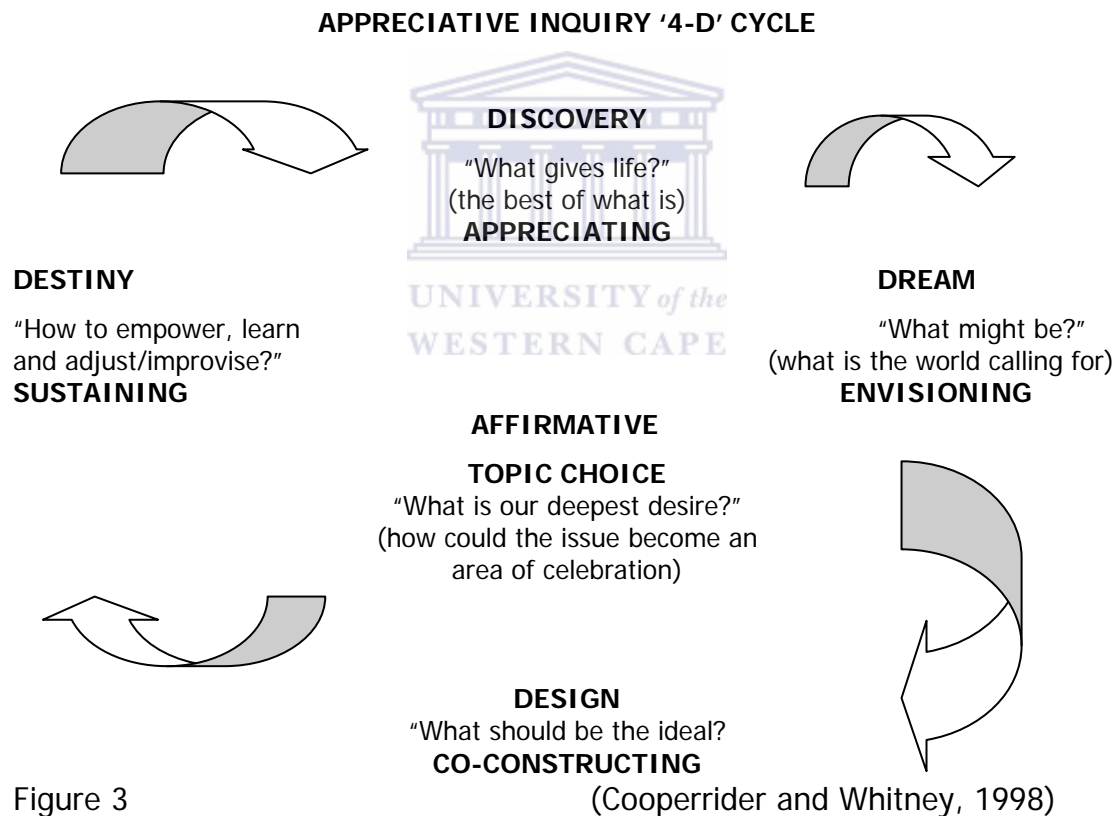 APPRECIATIVE INQUIRY ‘4-D’ CYCLE
DISCOVERY
“What gives life?”
(the best of what is)
APPRECIATING
UNIVERSITY of the
WESTERN CAPE
DESTINY
“How to empower, learn
and adjust/improvise?”
SUSTAINING
DREAM
“What might be?”
(what is the world calling for)
ENVISIONING
AFFIRMATIVE
TOPIC CHOICE
“What is our deepest desire?”
(how could the issue become an
area of celebration)
DESIGN
“What should be the ideal?
CO-CONSTRUCTING
Figure 3 (Cooperrider and Whitney, 1998)